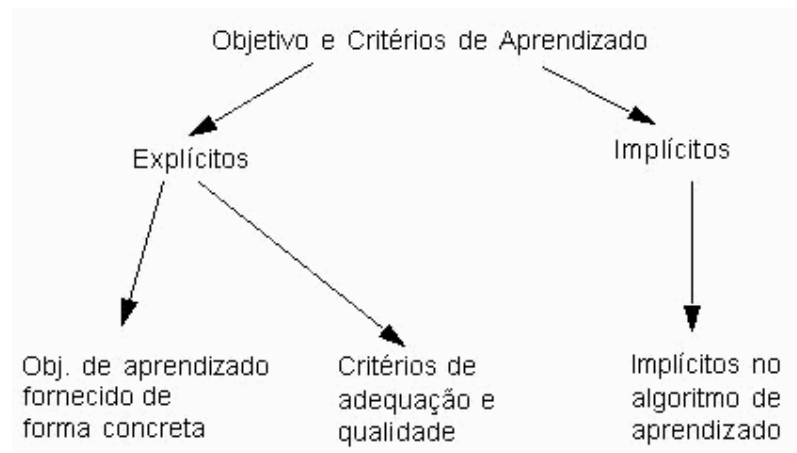 Objetivo e Critérios de Aprendizado
Explícitos
Implícitos
Obj. de aprendizado
fornecido de
forma concreta
Critérios de
adequação e
qualidade
Implícitos no
algoritmo de
aprendizado